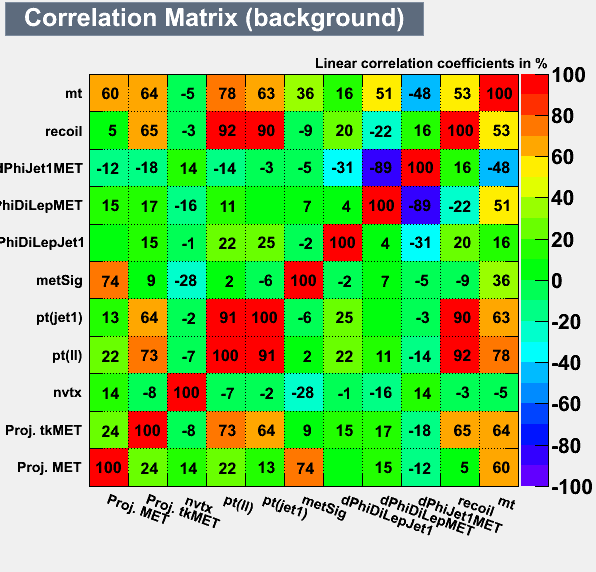 Correlation Matrix (background)
Linear correlation coefficients in %
mt 60 64 -5 78 63 36 16 51 -48 53 100
recoil 5 65 -3 92 90 -9 20 -22 16 100 53
dPhiJet1MET -12 -18 14 -14 -3 -5 -31 -89 100 16 -48
PhiDiLepMET 15 17 -16 11 7 4 100 -89 -22 51
PhiDiLepJet1 15 -1 22 25 -2 100 4 -31 20 16
metSig 74 9 -28 2 -6 100 -2 7 -5 -9 36
pt(jet1) 13 64 -2 91 100 -6 25 -3 90 63
pt(ll) 22 73 -7 100 91 2 22 11 -14 92 78
nvtx 14 -8 100 -7 -2 -28 -1 -16 14 -3 -5
Proj. tkMET 24 100 -8 73 64 9 15 17 -18 65 64
Proj. MET 100 24 14 22 13 74 15 -12 5 60
Proj. MET Proj. tkMET nvtx pt(ll) pt(jet1) metSig dPhiDiLepJet1 dPhiDiLepMET dPhiJet1MET recoil mt
100
80
60
40
20
0
-20
-40
-60
-80
-100